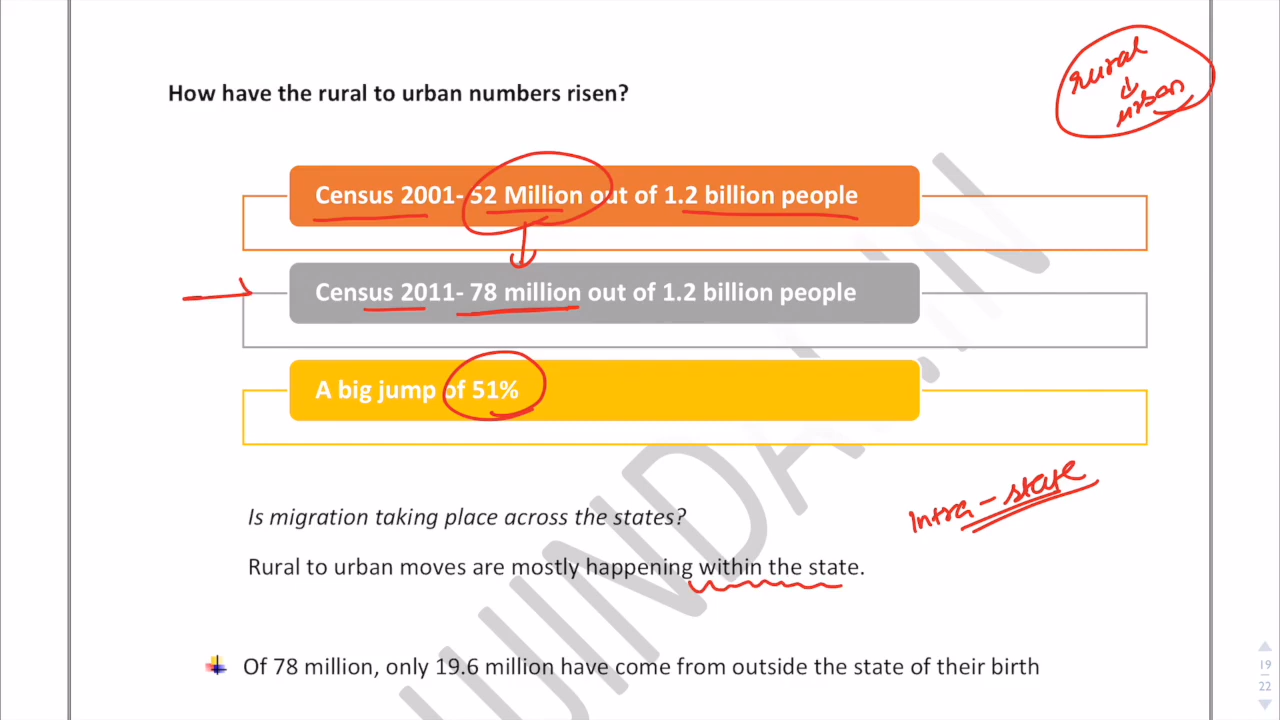 rural
urban
How have the rural to urban numbers risen?
Census 2001- 52 Million out of 1.2 billion people
Census 2011- 78 million out of 1.2 billion people
A big jump of 51%
Intra - state
Is migration taking place across the states?
Rural to urban moves are mostly happening within the state.
Of 78 million, only 19.6 million have come from outside the state of their birth
19
22